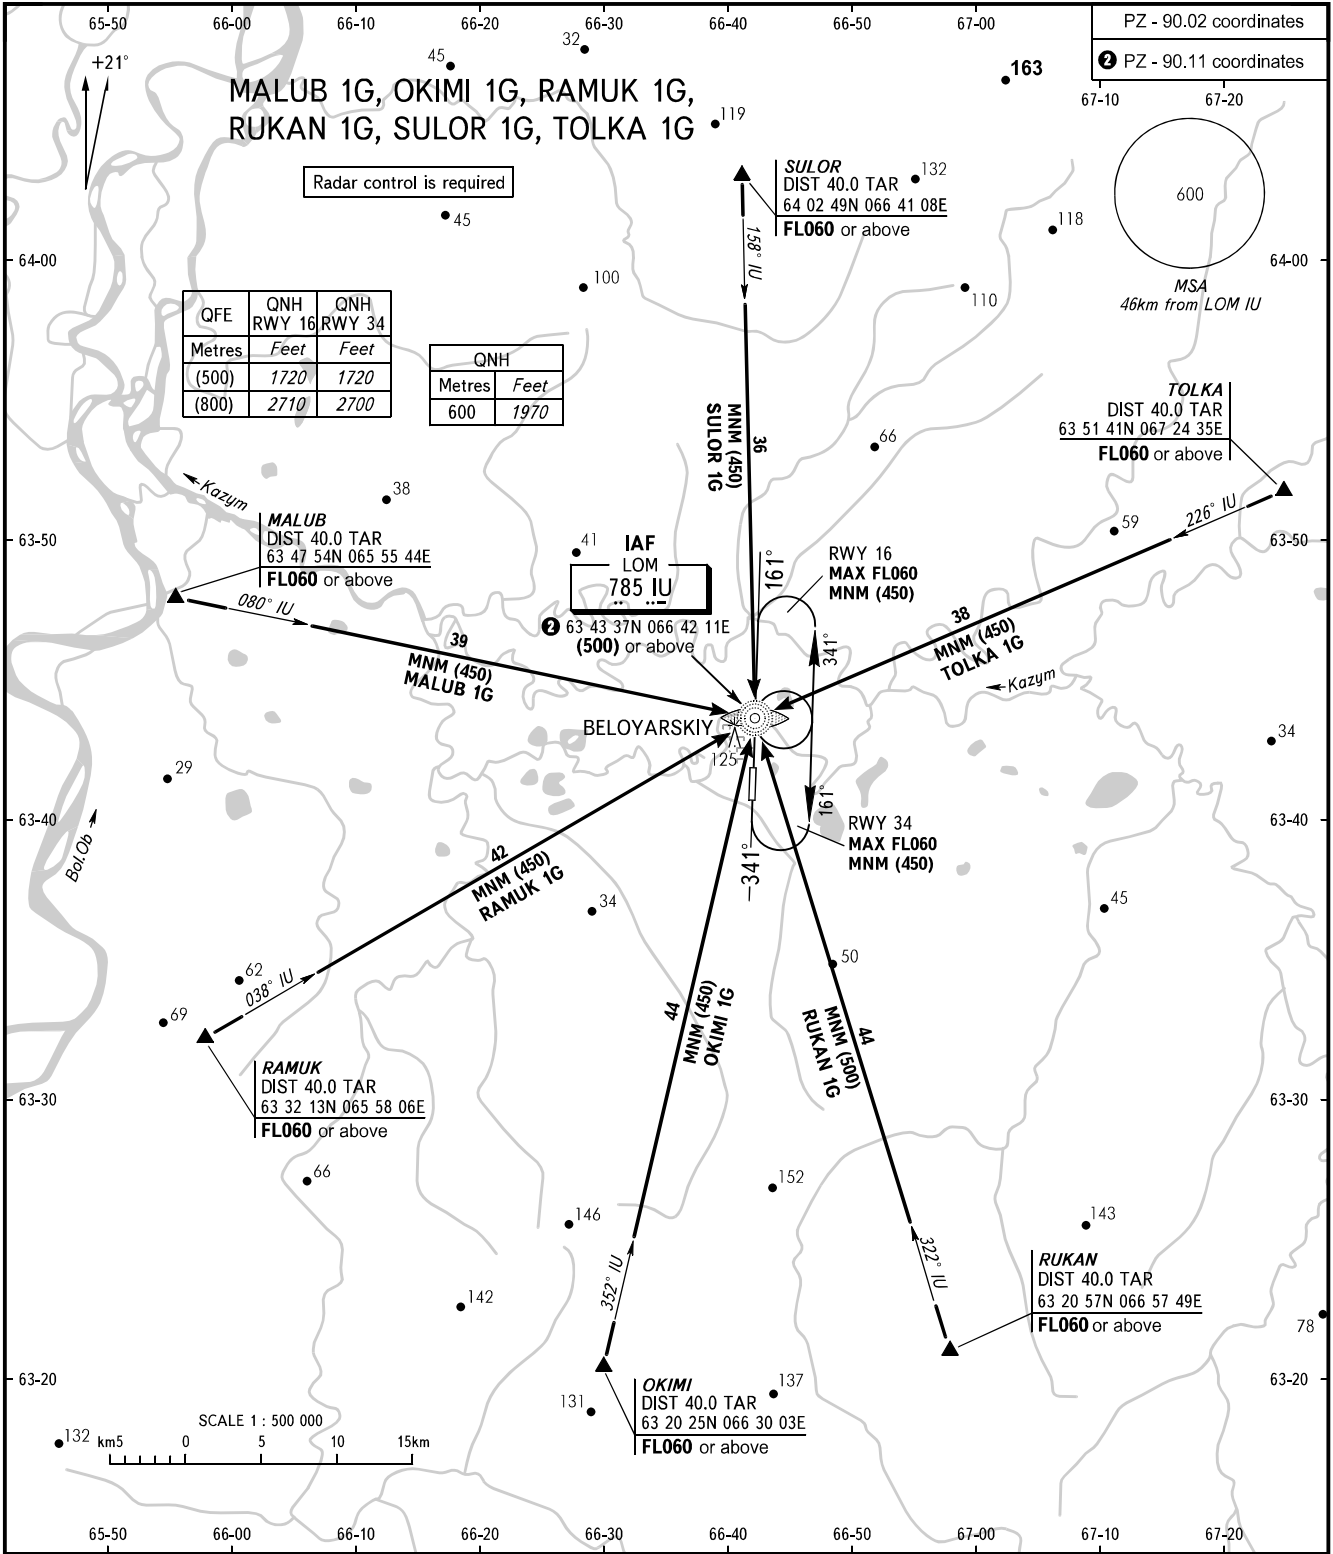 65-50 66-00 66-10 66-20 66-30 66-40 66-50 67-00
PZ - 90.02 coordinates
❷ PZ - 90.11 coordinates
67-10 67-20
+21°
MALUB 1G, OKIMI 1G, RAMUK 1G,
RUKAN 1G, SULOR 1G, TOLKA 1G
Radar control is required
45
32
163
119
132
118
45
100
110
SULOR
DIST 40.0 TAR
64 02 49N 066 41 08E
FL060 or above
158° IU
600
MSA
46km from LOM IU
64-00
64-00
QFE QNH RWY 16 QNH RWY 34
Metres Feet Feet
(500) 1720 1720
(800) 2710 2700
QNH
Metres Feet
600 1970
36
MNM (450)
SULOR 1G
66
TOLKA
DIST 40.0 TAR
63 51 41N 067 24 35E
FL060 or above
226° IU
59
38
MNM (450)
TOLKA 1G
Kazym
38
Kazym
63-50
63-50
MALUB
DIST 40.0 TAR
63 47 54N 065 55 44E
FL060 or above
080° IU
39
MNM (450)
MALUB 1G
41
IAF
LOM
785 IU
❷ 63 43 37N 066 42 11E
(500) or above
161°
RWY 16
MAX FL060
MNM (450)
341°
BELOYARSKIY
125
161°
341°
RWY 34
MAX FL060
MNM (450)
29
34
63-40
63-40
Bol.Ob
42
MNM (450)
RAMUK 1G
34
45
50
62
69
038° IU
RAMUK
DIST 40.0 TAR
63 32 13N 065 58 06E
FL060 or above
44
MNM (450)
OKIMI 1G
44
MNM (500)
RUKAN 1G
63-30
63-30
66
152
146
143
142
352° IU
322° IU
RUKAN
DIST 40.0 TAR
63 20 57N 066 57 49E
FL060 or above
78
63-20
63-20
OKIMI
DIST 40.0 TAR
63 20 25N 066 30 03E
FL060 or above
131
137
132
SCALE 1 : 500 000
km5 0 5 10 15km
65-50 66-00 66-10 66-20 66-30 66-40 66-50 67-00 67-10 67-20